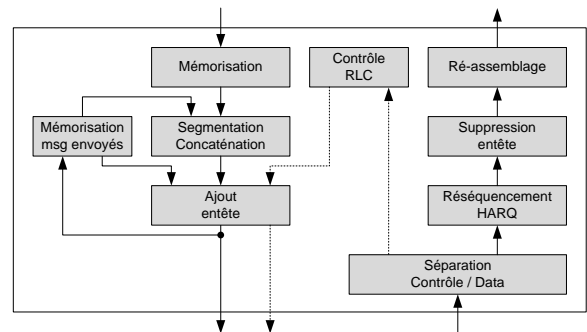 Mémorisation
Contrôle
RLC
Ré-assemblage
Mémorisation
msg envoyés
Segmentation
Concaténation
Suppression
entête
Ajout
entête
Réséquencement
HARQ
Séparation
Contrôle / Data